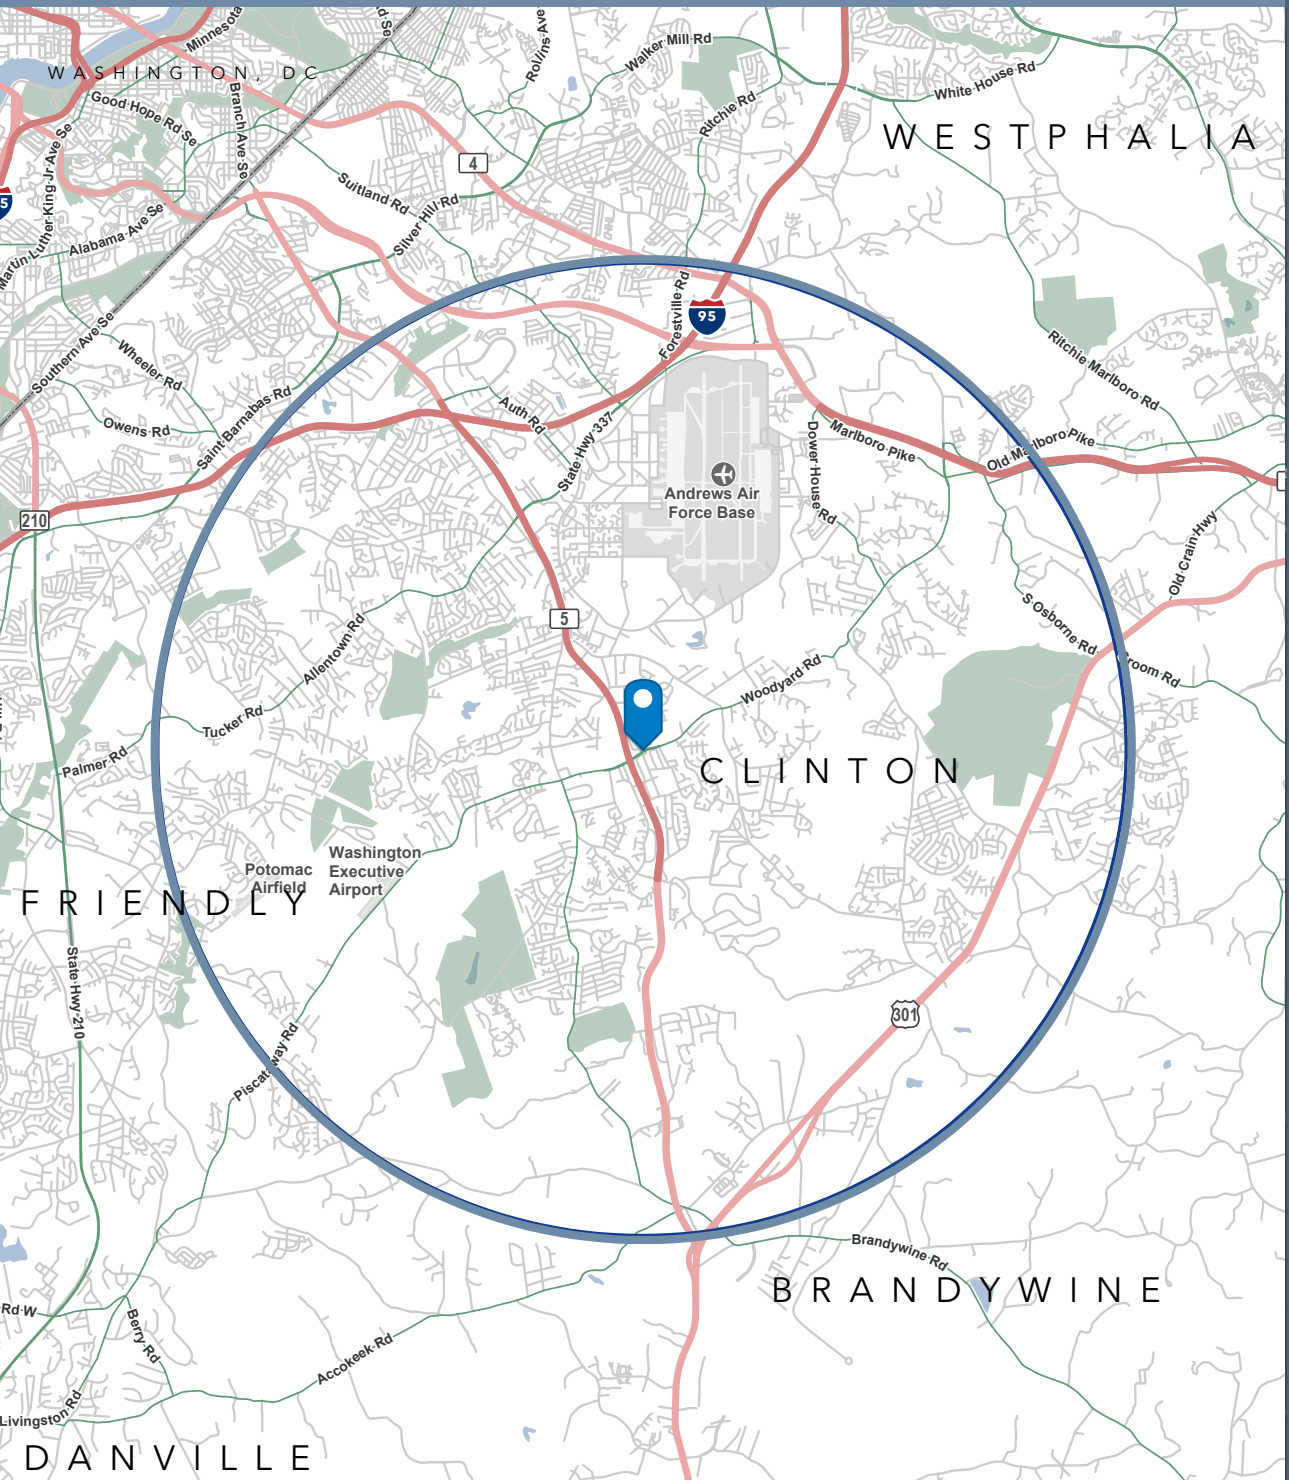 Minnesota
Rollins Ave
Walker Mill Rd
WASHINGTON, DC
White House Rd
Good Hope Rd Se
Branch Ave Se
Ritchie Rd
WESTPHALIA
4
Suitland Rd
Silver Hill Rd
Martin Luther King Jr Ave Se
Alabama Ave Se
Forestville Rd
95
Southern Ave Se
Wheeler Rd
Ritchie Marlboro Rd
Saint Barnabas Rd
Auth Rd
Owens Rd
State Hwy 337
Dower House Rd
Marlboro Pike
Old Marlboro Pike
Andrews Air
Force Base
210
Old Crain Hwy
5
S Osborne Rd
Croom Rd
Allentown Rd
Woodyard Rd
Tucker Rd
Palmer Rd
CLINTON
Washington
Executive
Airport
Potomac
Airfield
FRIENDLY
State Hwy 210
301
Piscataway Rd
Brandywine Rd
BRANDYWINE
Rd W
Berry Rd
Accokeek Rd
Livingston Rd
DANVILLE